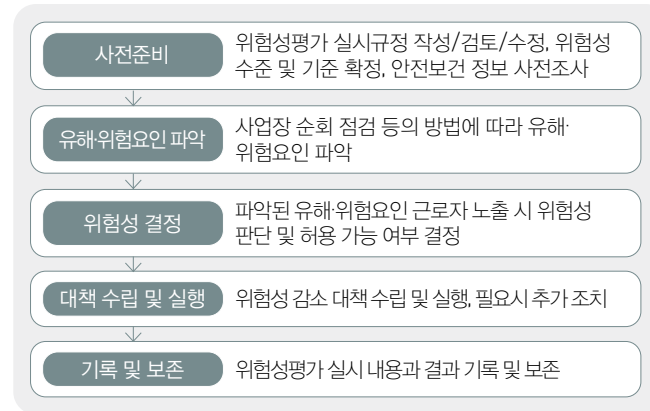 사전준비
위험성평가 실시규정 작성/검토/수정, 위험성
수준 및 기준 확정, 안전보건 정보 사전조사
유해·위험요인 파악
사업장 순회 점검 등의 방법에 따라 유해·
위험요인 파악
위험성 결정
파악된 유해·위험요인 근로자 노출 시 위험성
판단 및 허용 가능 여부 결정
대책 수립 및 실행
위험성 감소 대책 수립 및 실행, 필요시 추가 조치
기록 및 보존
위험성평가 실시 내용과 결과 기록 및 보존